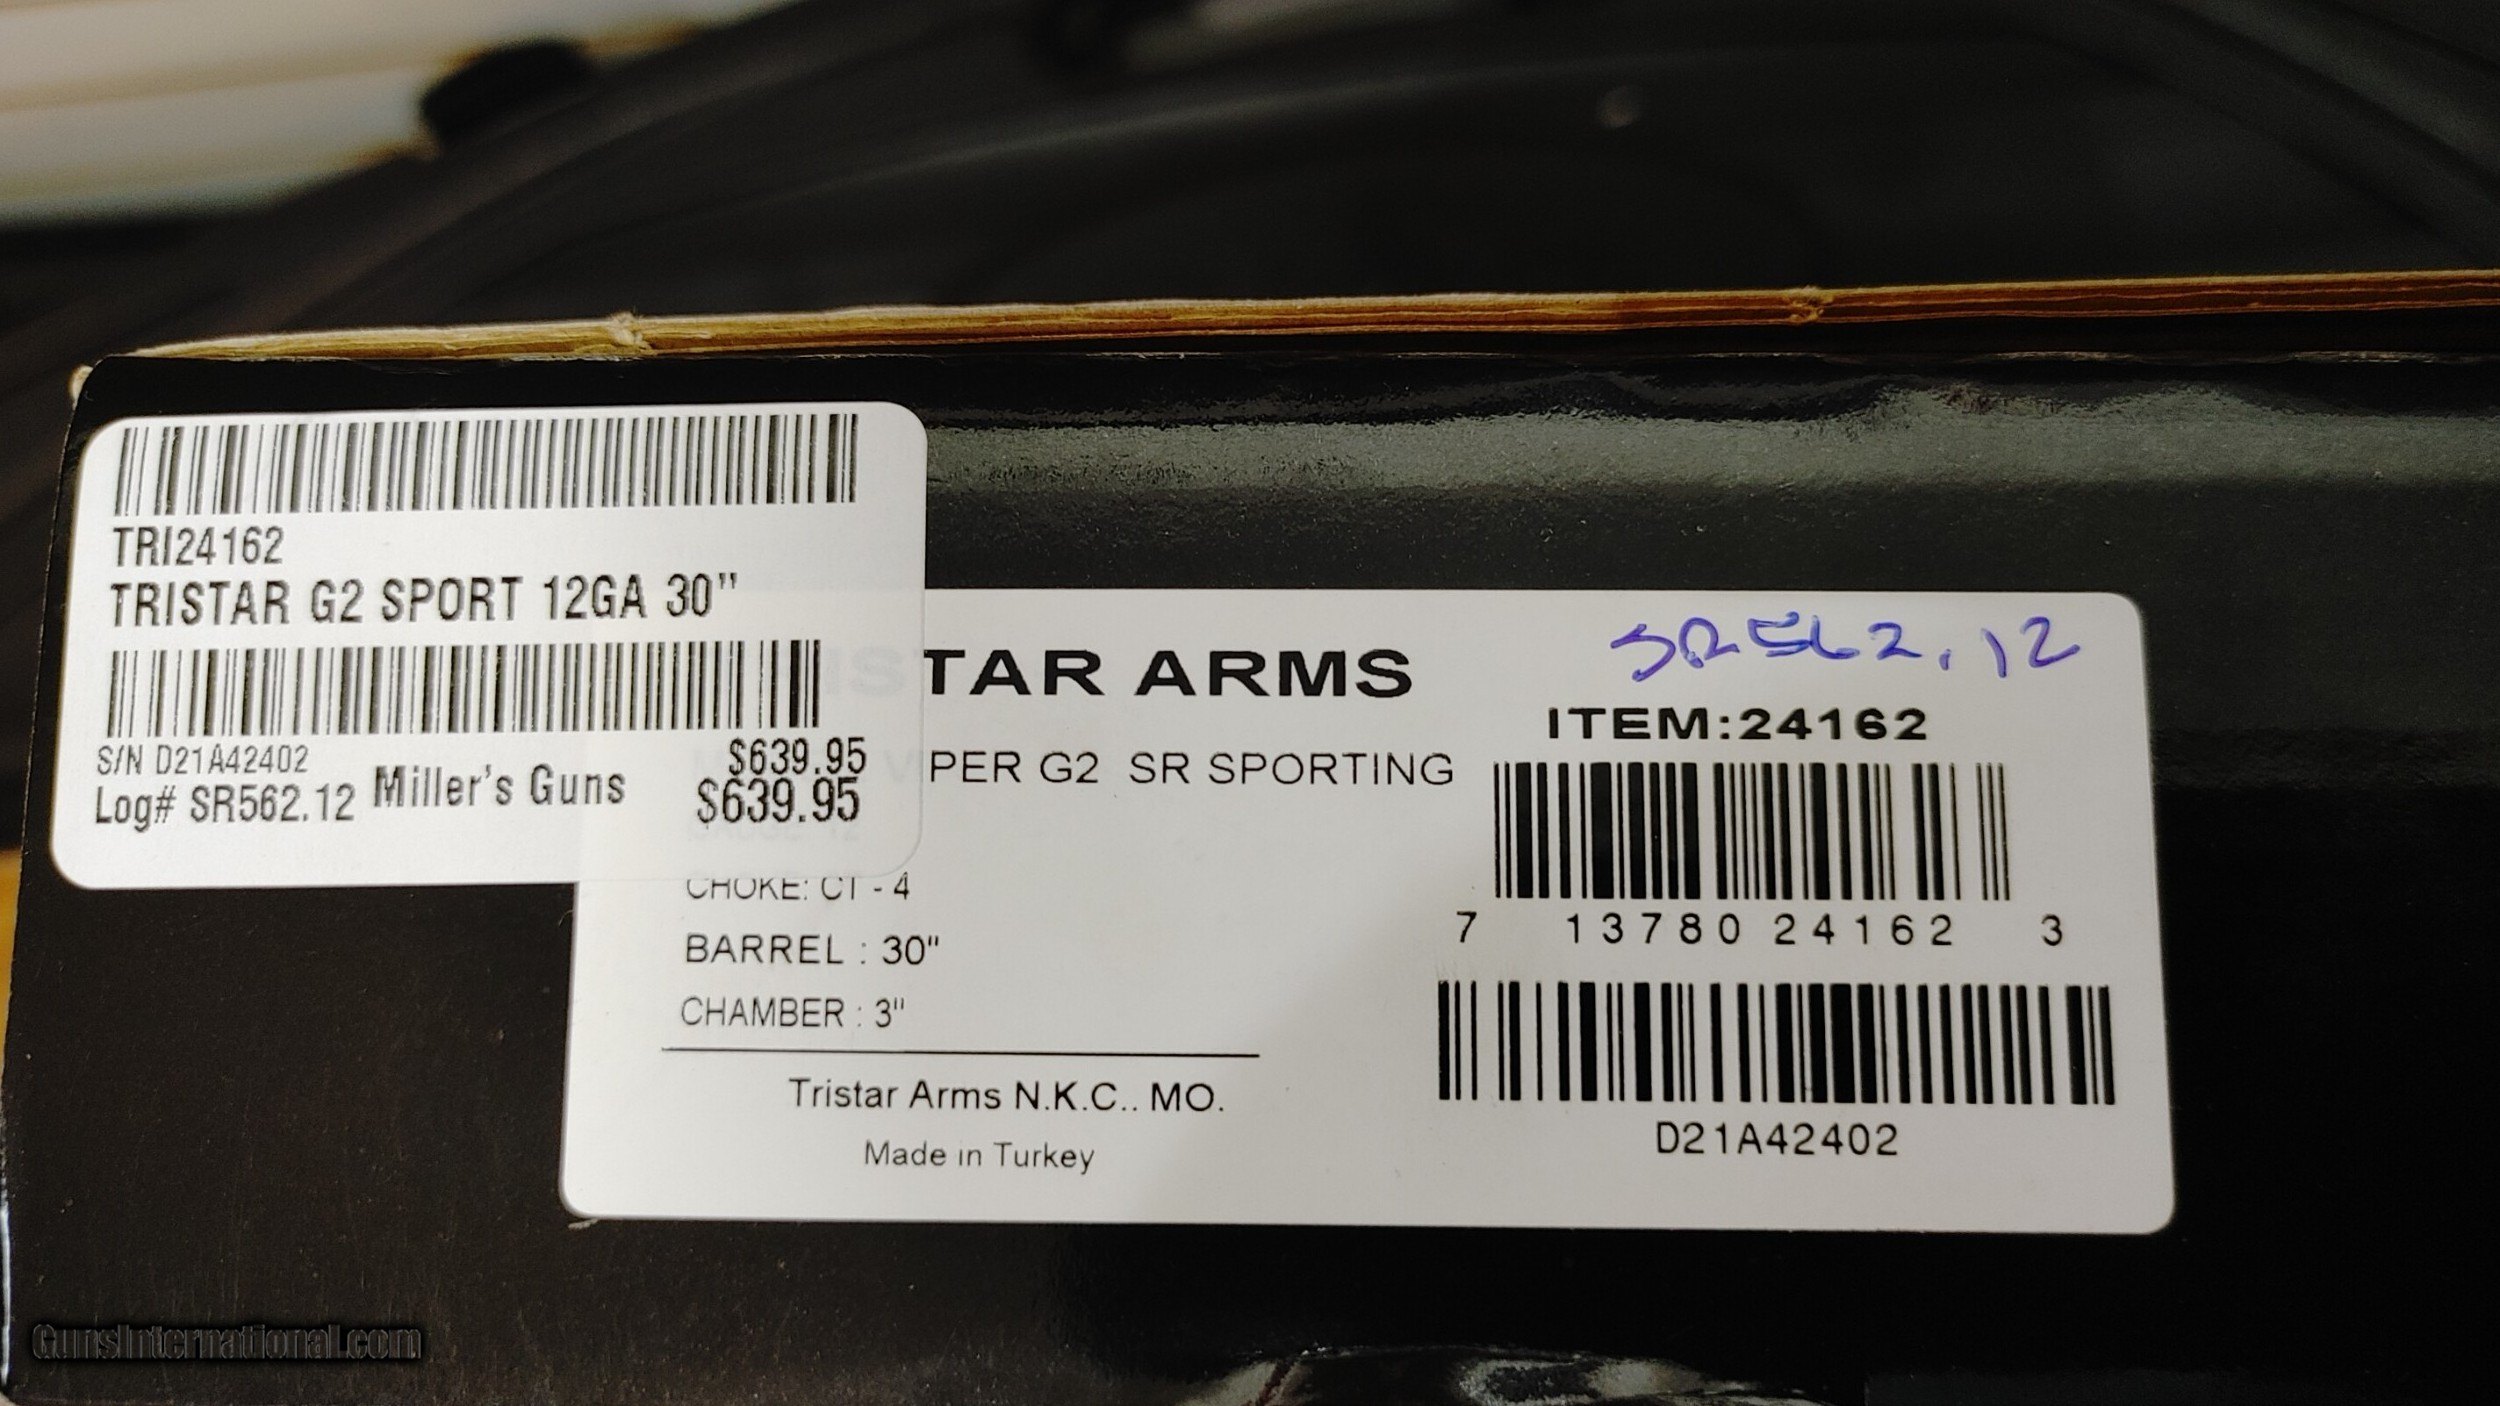 TRI24162
TRISTAR G2 SPORT 12GA 30"
S/N D21A42402
$639.95
Log# SR562.12 Miller's Guns $639.95
TAR ARMS
PER G2 SR SPORTING
CHOKE: CT - 4
BARREL : 30"
CHAMBER : 3"
Tristar Arms N.K.C.. MO.
Made in Turkey
SR562.12
ITEM:24162
7 13780 24162 3
D21A42402
GunsInternational.com